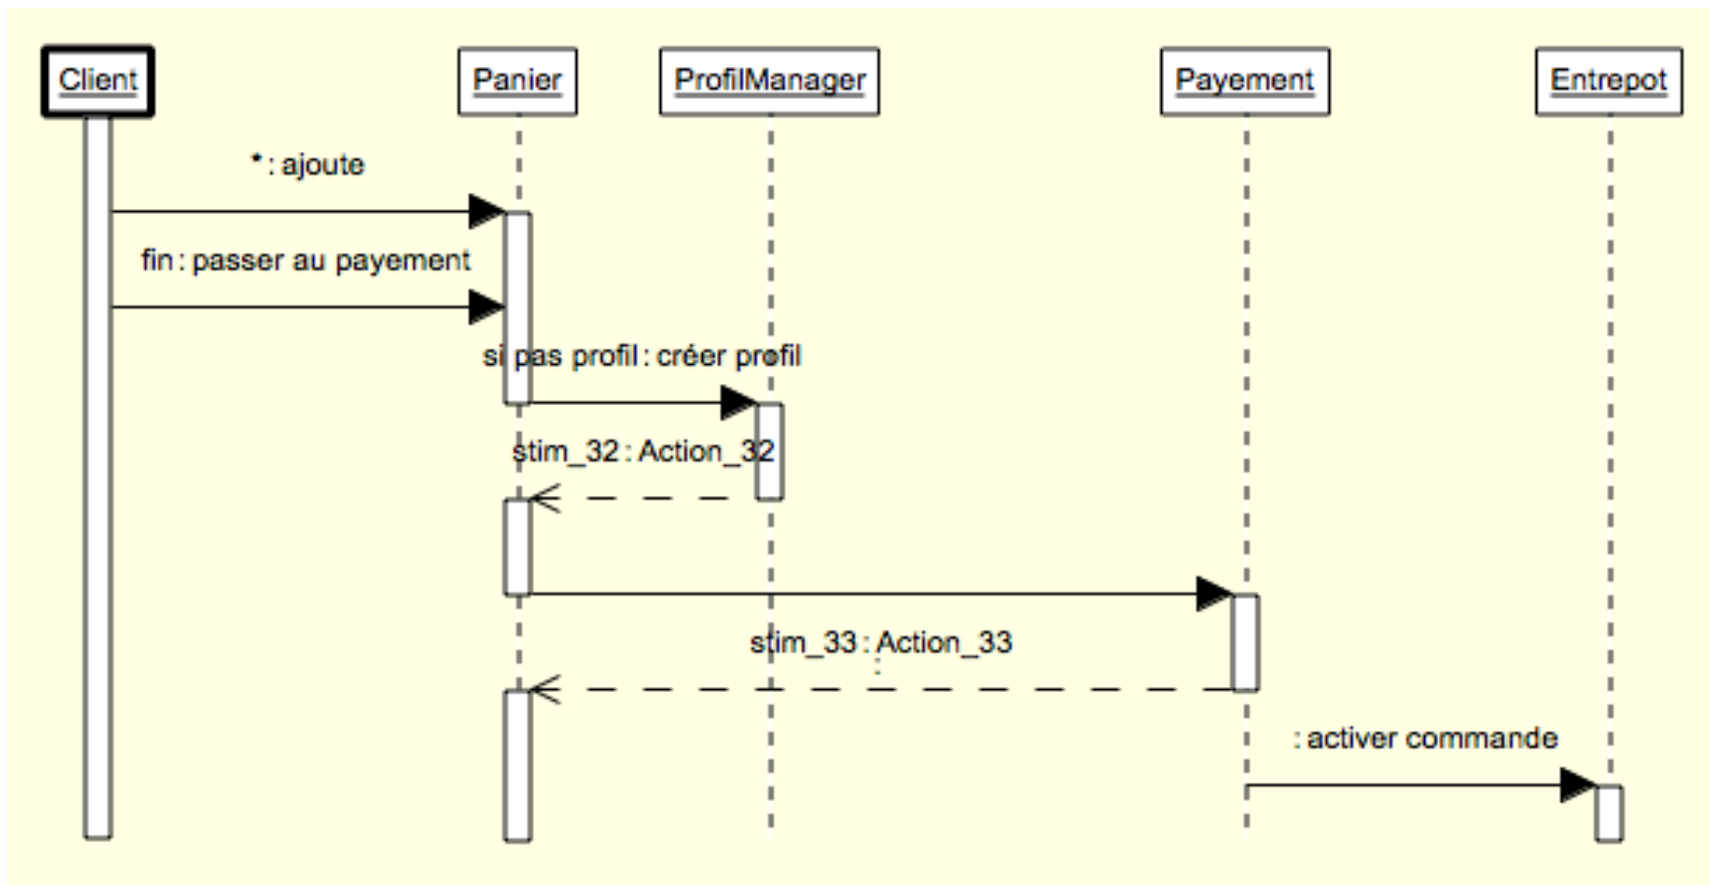 Client Panier ProfilManager Payement Entrepot
* : ajoute
fin : passer au payement
si pas profil : créer profil
stim_32 : Action_32
stim_33 : Action_33
:
: activer commande